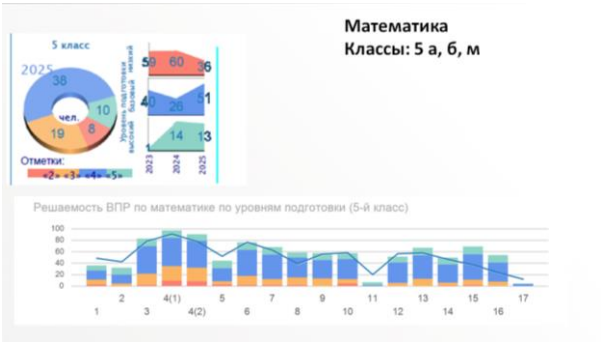 Математика
Классы: 5 а, б, м
5 класс
2025
38
10
чел.
19
8
Отметки:
«2» «3» «4» «5»
Уровень подготовки
низкий
базовый
высокий
59 60 36
40 26 51
1 14 13
2023 2024 2025
Решаемость ВПР по математике по уровням подготовки (5-й класс)
100
80
60
40
20
0
2 4(1) 5 7 9 11 13 15 17
1 3 4(2) 6 8 10 12 14 16